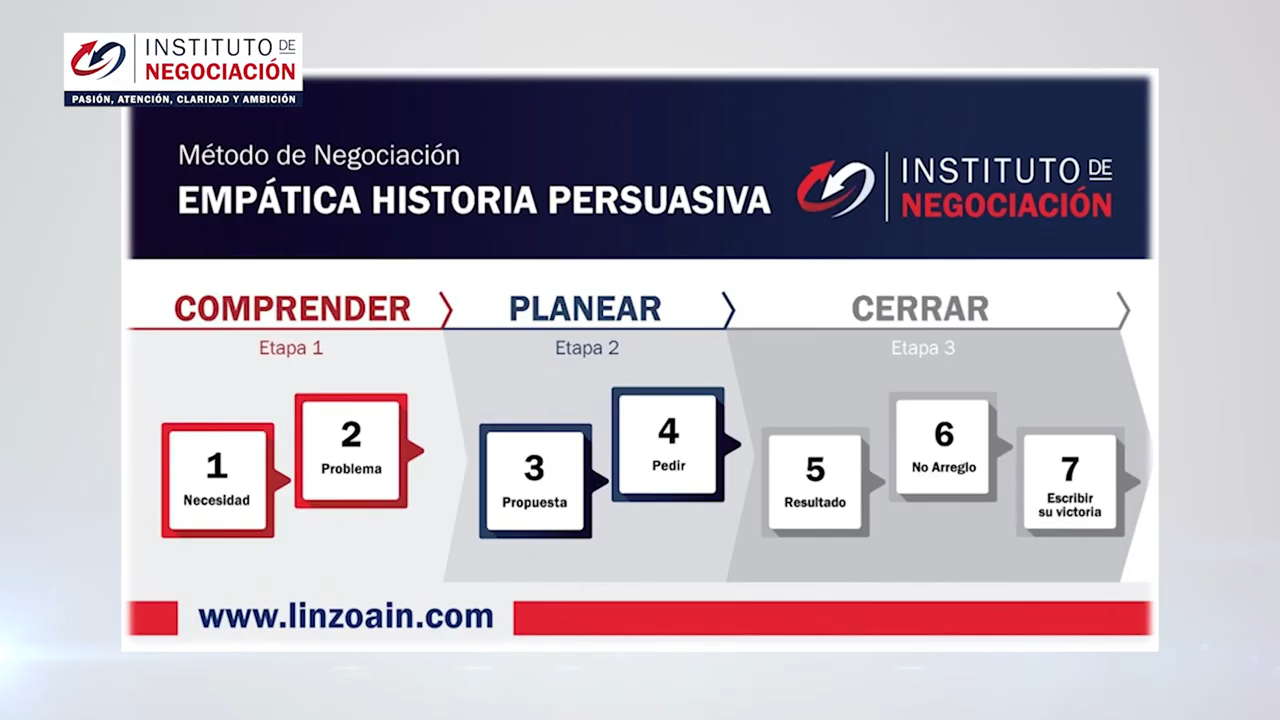 INSTITUTO DE
NEGOCIACIÓN
PASIÓN, ATENCIÓN, CLARIDAD Y AMBICIÓN
Método de Negociación
EMPÁTICA HISTORIA PERSUASIVA
INSTITUTO DE
NEGOCIACIÓN
COMPRENDER
PLANEAR
CERRAR
Etapa 1
Etapa 2
Etapa 3
1
Necesidad
2
Problema
3
Propuesta
4
Pedir
5
Resultado
6
No Arreglo
7
Escribir
su victoria
www.linzoain.com